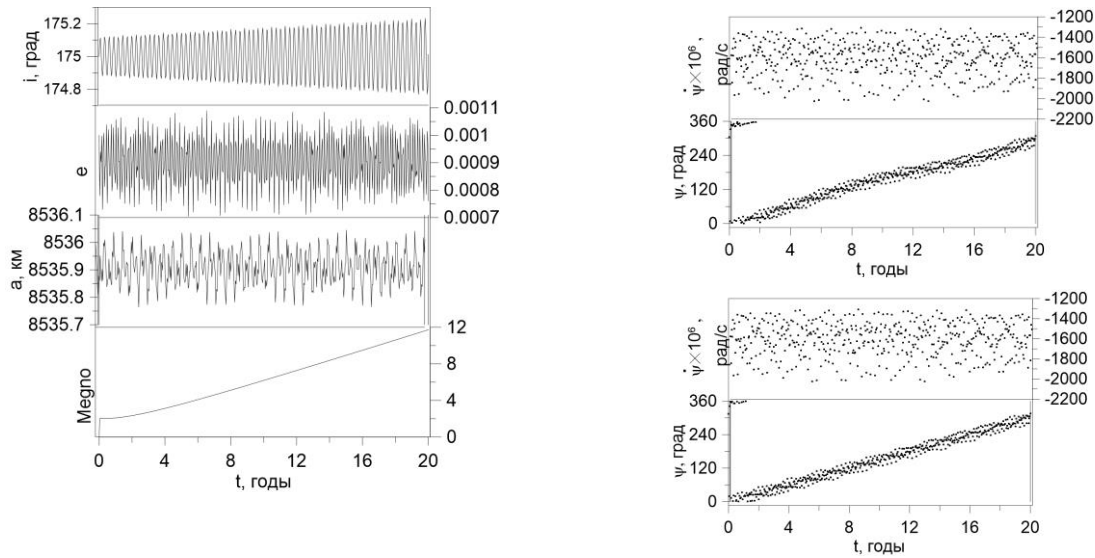 i, град
175.2
175
174.8
e
0.0011
0.001
0.0009
0.0008
0.0007
a, км
8536.1
8536
8535.9
8535.8
8535.7
Megno
12
8
4
0
0 4 8 12 16 20
t, годы
ψ̇×10⁶ ,
рад/с
-1200
-1400
-1600
-1800
-2000
-2200
ψ, град
360
240
120
0
0 4 8 12 16 20
t, годы
ψ̇×10⁶ ,
рад/с
-1200
-1400
-1600
-1800
-2000
-2200
ψ, град
360
240
120
0
0 4 8 12 16 20
t, годы